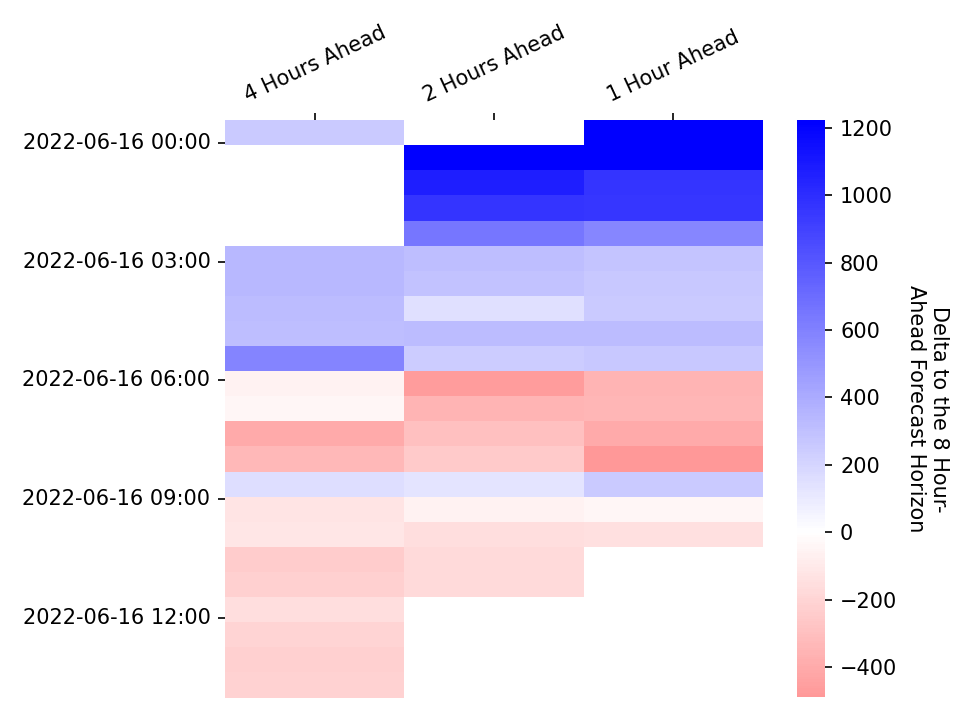 4 Hours Ahead
2 Hours Ahead
1 Hour Ahead
2022-06-16 00:00
2022-06-16 03:00
2022-06-16 06:00
2022-06-16 09:00
2022-06-16 12:00
1200
1000
800
600
400
200
0
−200
−400
Delta to the 8 Hour-
Ahead Forecast Horizon